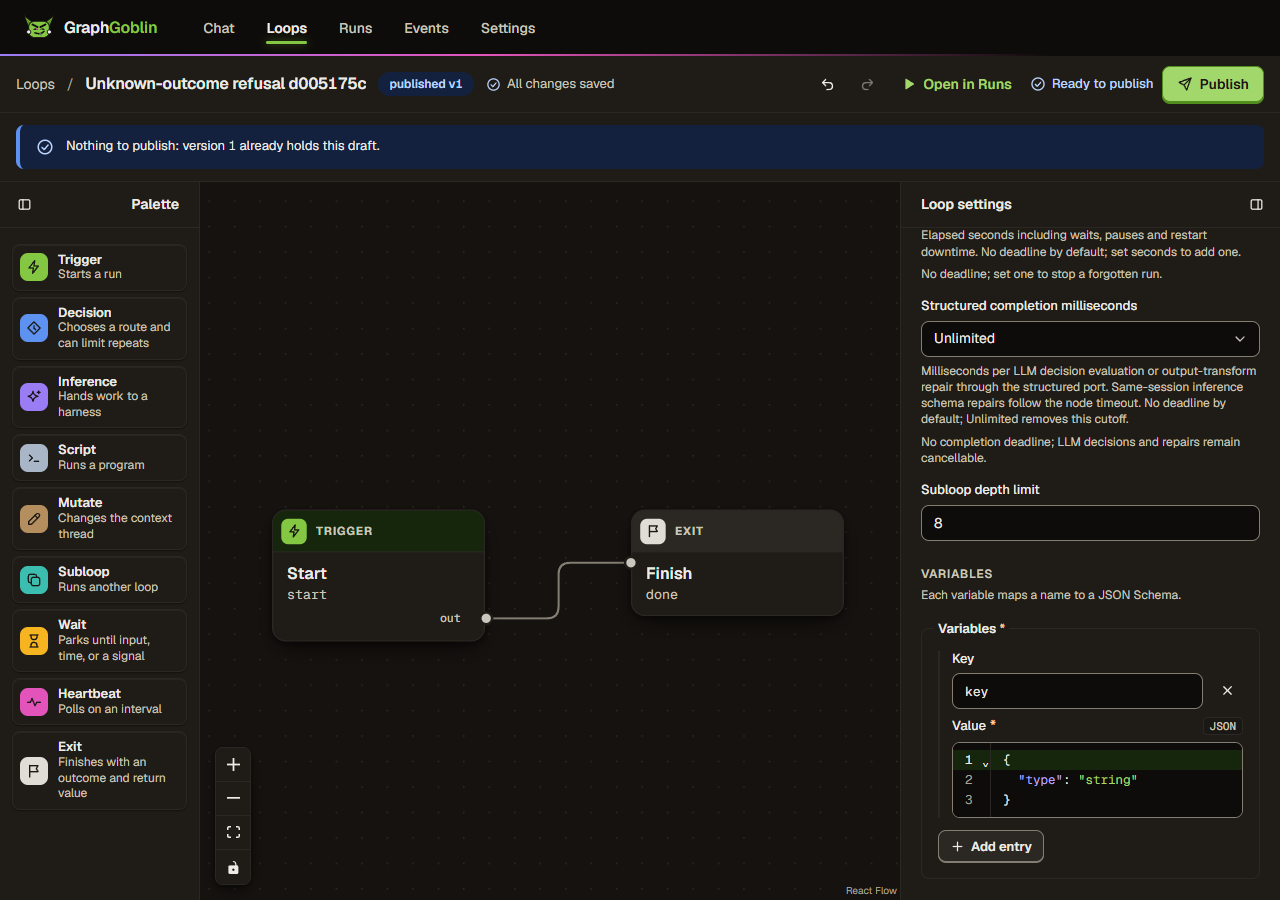 GraphGoblin
Chat
Loops
Runs
Events
Settings
Loops / Unknown-outcome refusal d005175c
published v1
All changes saved
Open in Runs
Ready to publish
Publish
Nothing to publish: version 1 already holds this draft.
Palette
Trigger
Starts a run
Decision
Chooses a route and
can limit repeats
Inference
Hands work to a
harness
Script
Runs a program
Mutate
Changes the context
thread
Subloop
Runs another loop
Wait
Parks until input,
time, or a signal
Heartbeat
Polls on an interval
Exit
Finishes with an
outcome and return
value
TRIGGER
Start
start
out
EXIT
Finish
done
React Flow
Loop settings
Elapsed seconds including waits, pauses and restart
downtime. No deadline by default; set seconds to add one.
No deadline; set one to stop a forgotten run.
Structured completion milliseconds
Unlimited
Milliseconds per LLM decision evaluation or output-transform
repair through the structured port. Same-session inference
schema repairs follow the node timeout. No deadline by
default; Unlimited removes this cutoff.
No completion deadline; LLM decisions and repairs remain
cancellable.
Subloop depth limit
8
VARIABLES
Each variable maps a name to a JSON Schema.
Variables *
Key
key
Value *
JSON
1 {
2 "type": "string"
3 }
Add entry